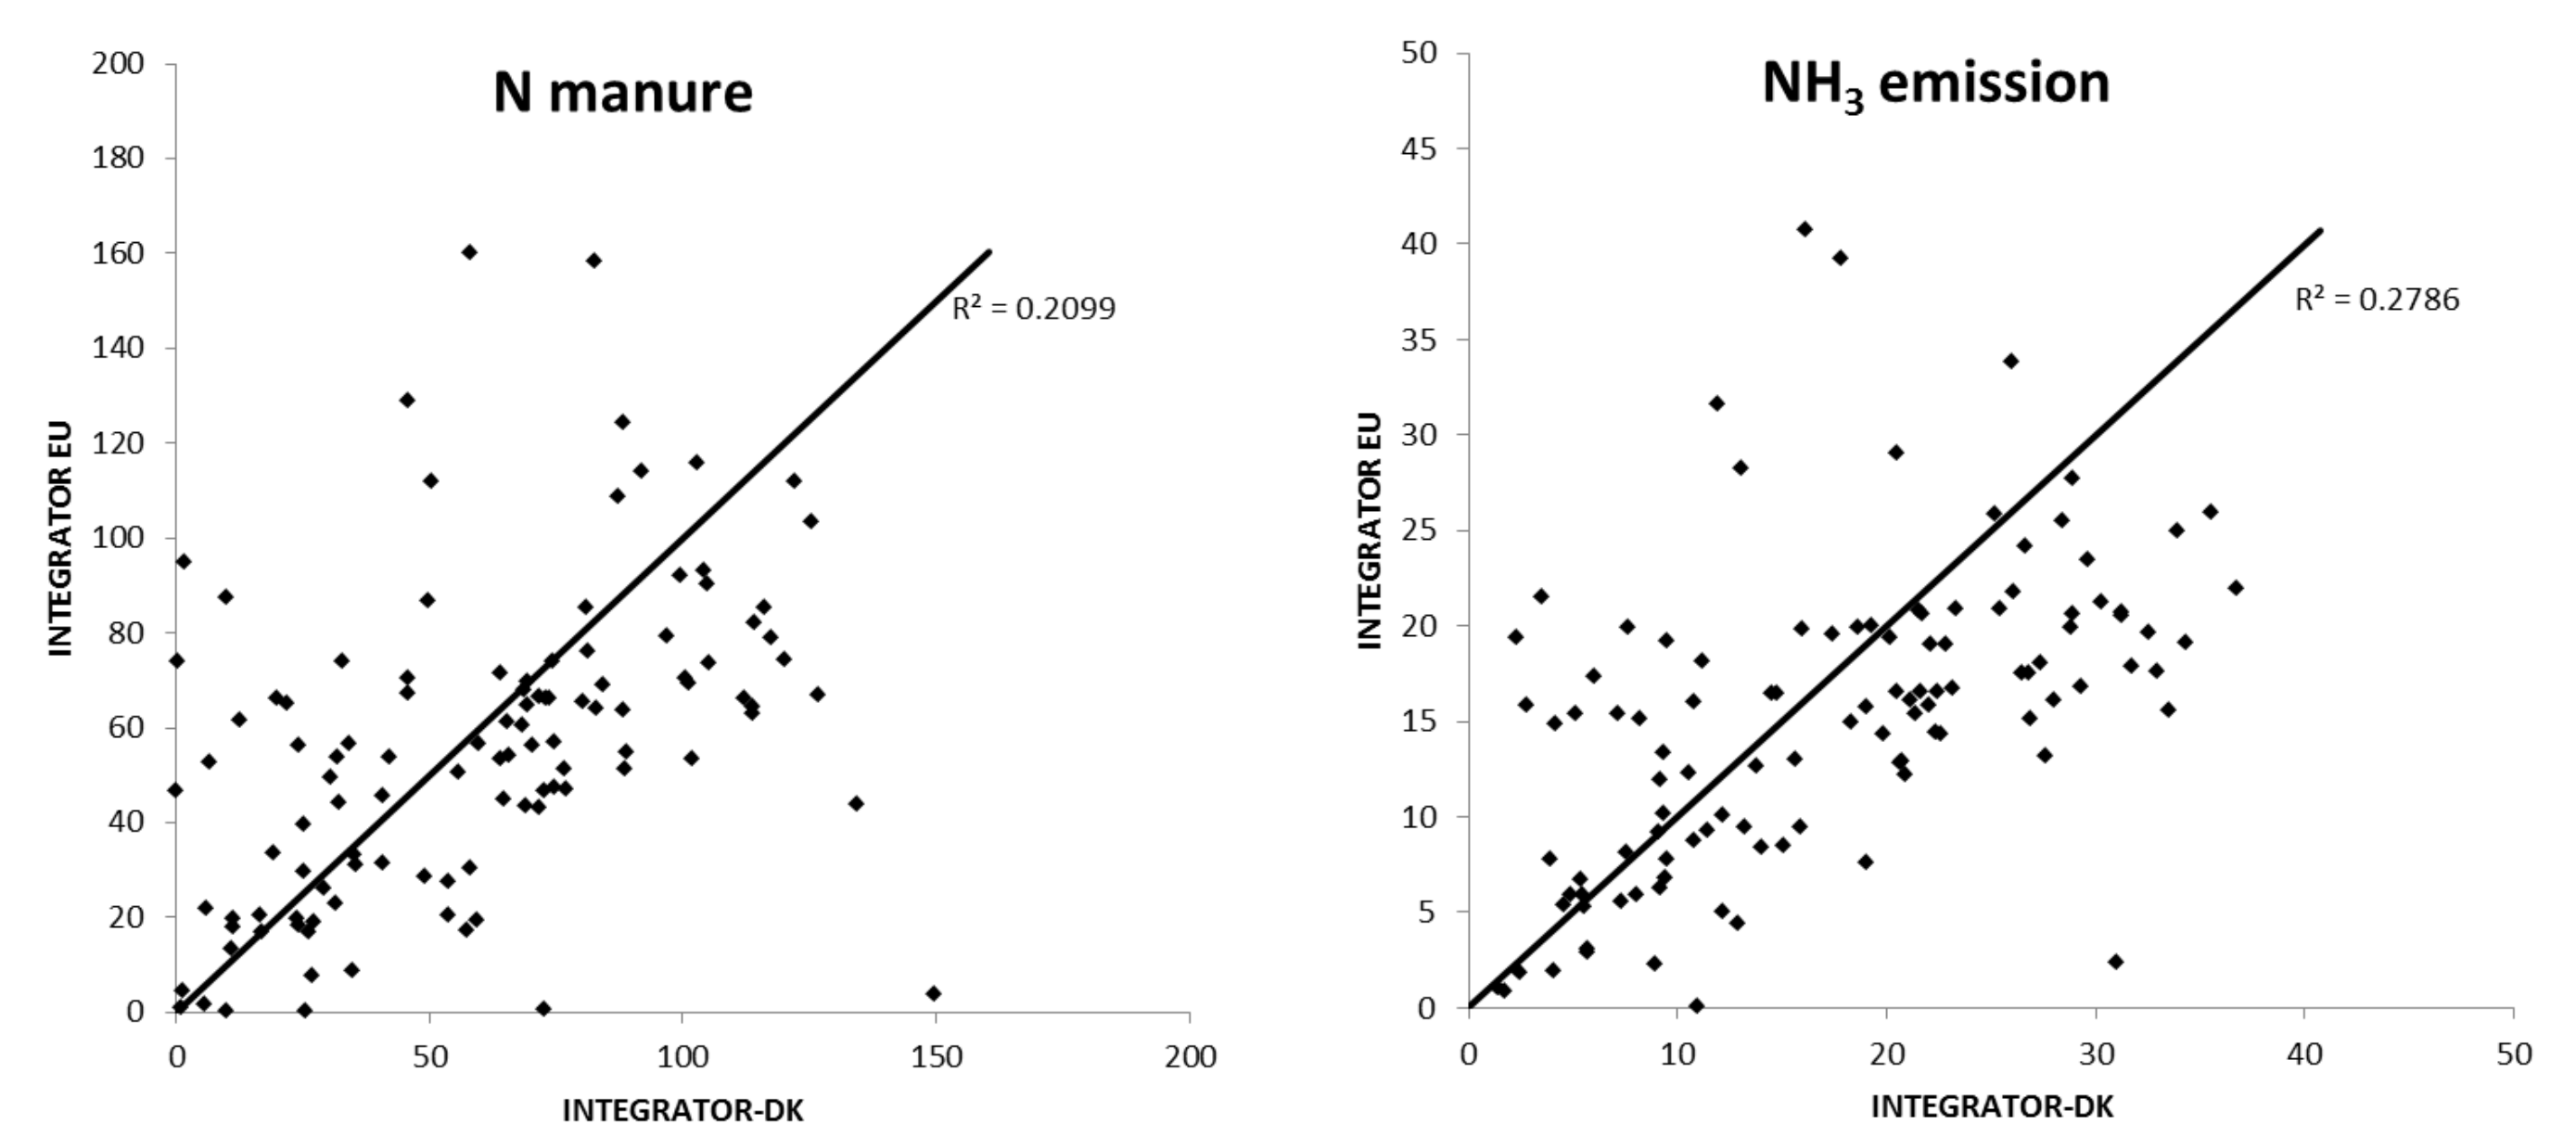 N manure
200
180
160
140
120
100
80
60
40
20
0
INTEGRATOR EU
R² = 0.2099
0 50 100 150 200
INTEGRATOR-DK
NH₃ emission
50
45
40
35
30
25
20
15
10
5
0
INTEGRATOR EU
R² = 0.2786
0 10 20 30 40 50
INTEGRATOR-DK